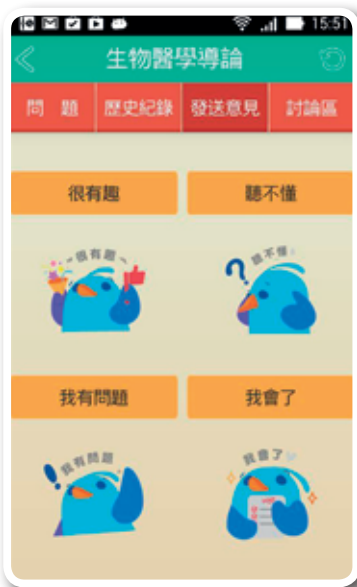 15:51
生物醫學導論
問 題 歷史紀錄 發送意見 討論區
很有趣 聽不懂
~很有趣~ 聽不懂
我有問題 我會了
我有問題 我會了